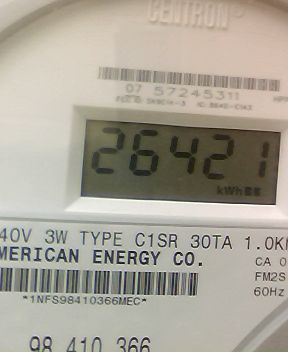 CENTRON®
07 57245311
26421
kWh
40V 3W TYPE C1SR 30TA 1.0K
MERICAN ENERGY CO.
CA 0
FM2S
60Hz
*1NFS98410366MEC*
98 410 366